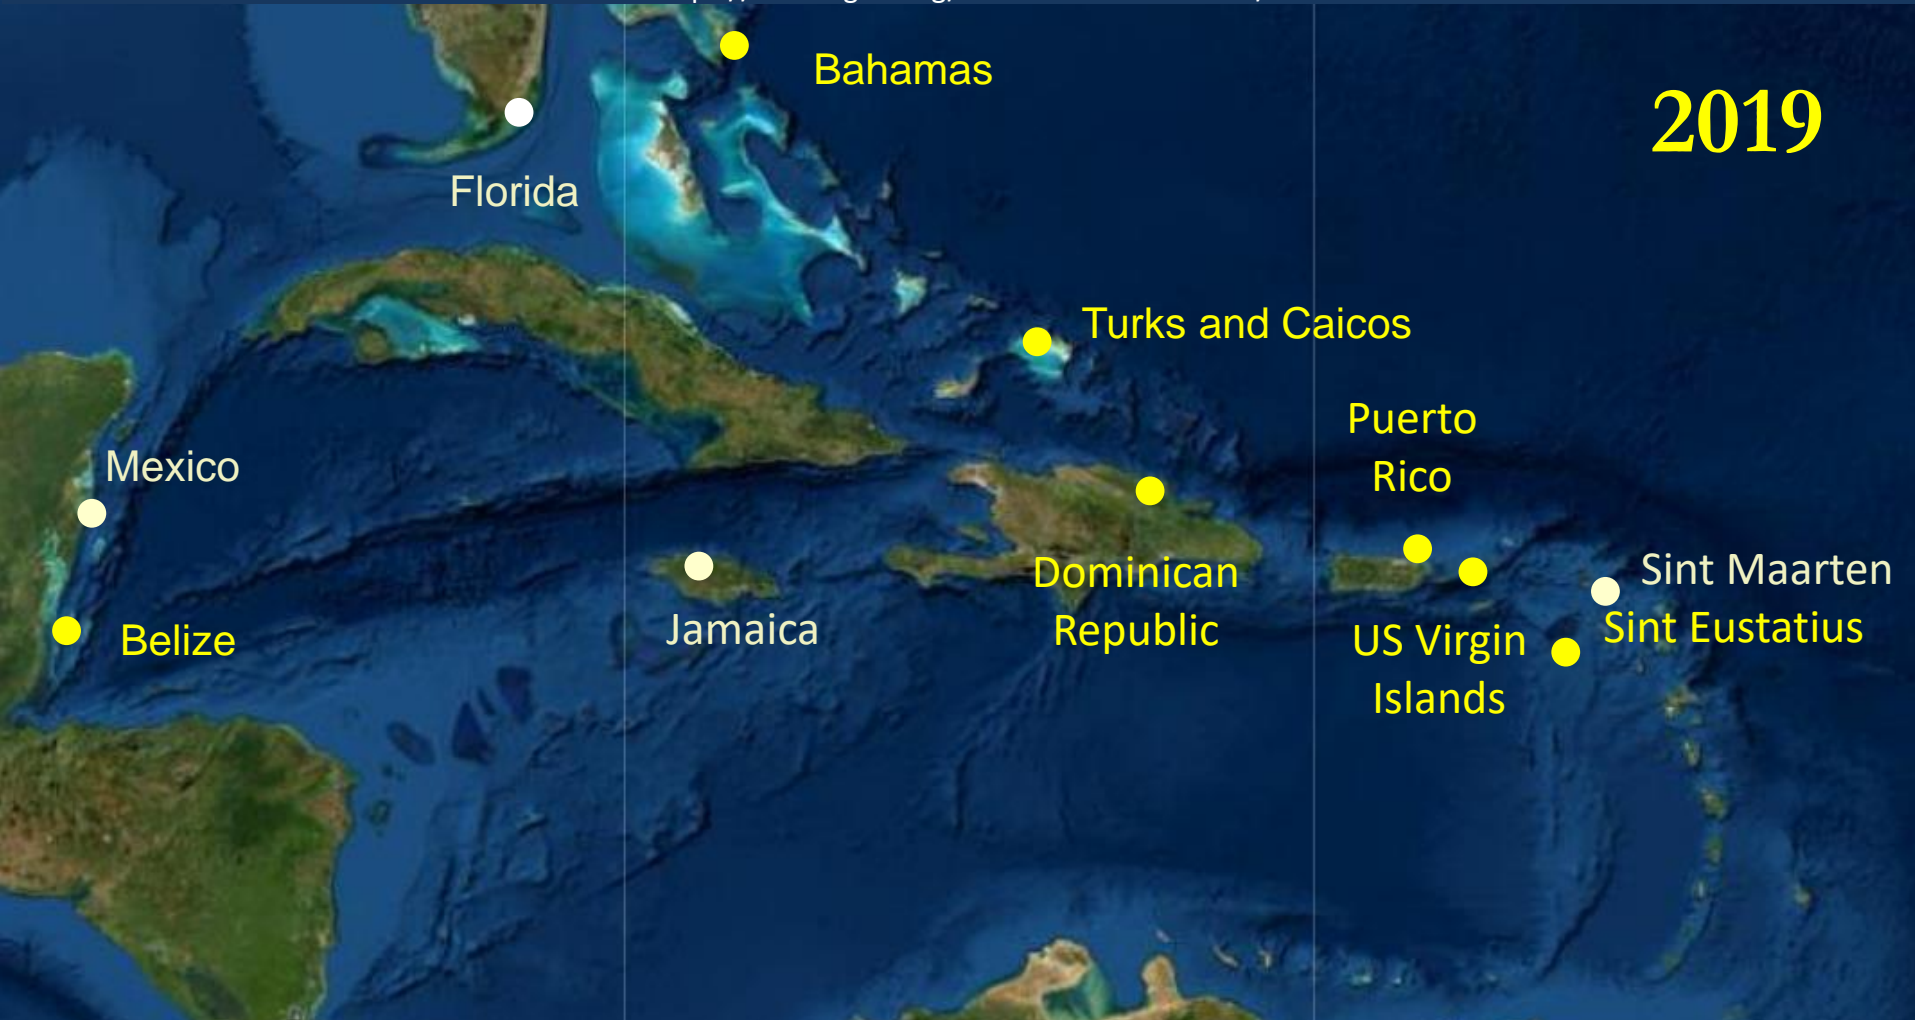 Bahamas
2019
Florida
Turks and Caicos
Puerto
Rico
Mexico
Dominican
Republic
Sint Maarten
Sint Eustatius
Belize
Jamaica
US Virgin
Islands